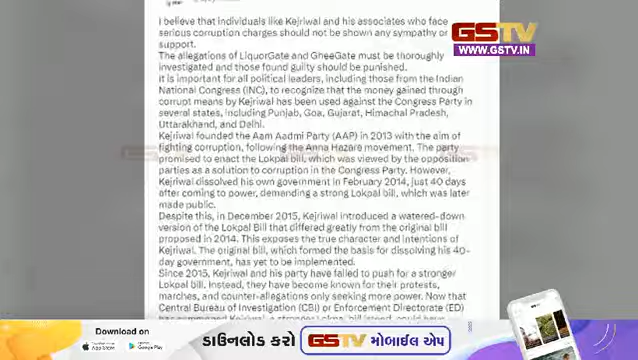 GSTV
WWW.GSTV.IN
I believe that individuals like Kejriwal and his associates who face
serious corruption charges should not be shown any sympathy or
support.
The allegations of LiquorGate and GheeGate must be thoroughly
investigated and those found guilty should be punished.
It is important for all political leaders, including those from the Indian
National Congress (INC), to recognize that the money gained through
corrupt means by Kejriwal has been used against the Congress Party in
several states, including Punjab, Goa, Gujarat, Himachal Pradesh,
Uttarakhand, and Delhi.
Kejriwal founded the Aam Aadmi Party (AAP) in 2013 with the aim of
fighting corruption, following the Anna Hazare movement. The party
promised to enact the Lokpal bill, which was viewed by the opposition
parties as a solution to corruption in the Congress Party. However,
Kejriwal dissolved his own government in February 2014, just 40 days
after coming to power, demanding a strong Lokpal bill, which was later
made public.
Despite this, in December 2015, Kejriwal introduced a watered-down
version of the Lokpal Bill that differed greatly from the original bill
proposed in 2014. This exposes the true character and intentions of
Kejriwal. The original bill, which formed the basis for dissolving his 40-
day government, has yet to be implemented.
Since 2015, Kejriwal and his party have failed to push for a stronger
Lokpal bill. Instead, they have become known for their protests,
marches, and counter-allegations only seeking more power. Now that
Central Bureau of Investigation (CBI) or Enforcement Directorate (ED)
Download on
App Store Google Play
ડાઉનલોડ કરો GSTV મોબાઈલ એપ